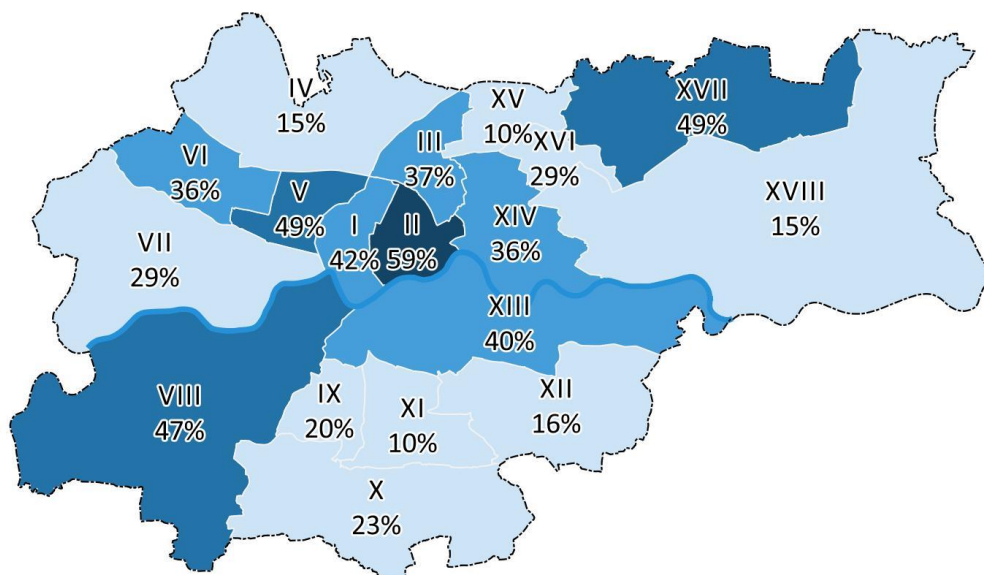 IV
15%
XV
10%
XVII
49%
III
37%
XVI
29%
VI
36%
V
49%
XVIII
15%
XIV
36%
I
42%
II
59%
VII
29%
XIII
40%
VIII
47%
IX
20%
XI
10%
XII
16%
X
23%